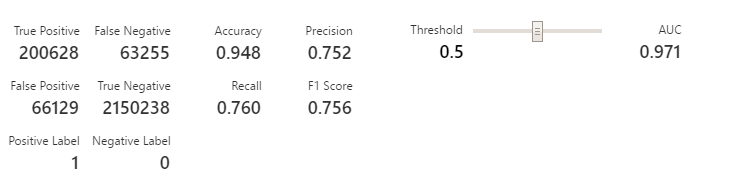 True Positive False Negative Accuracy Precision Threshold AUC
200628 63255 0.948 0.752 0.5 0.971
False Positive True Negative Recall F1 Score
66129 2150238 0.760 0.756
Positive Label Negative Label
1 0